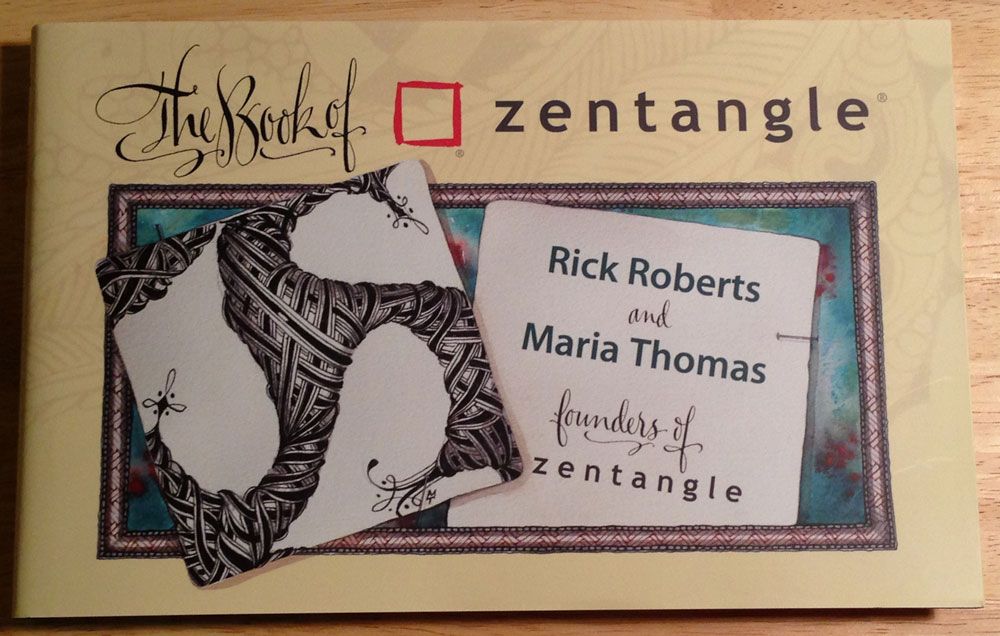 The Book of zentangle®
®
Rick Roberts
and
Maria Thomas
founders of
zentangle